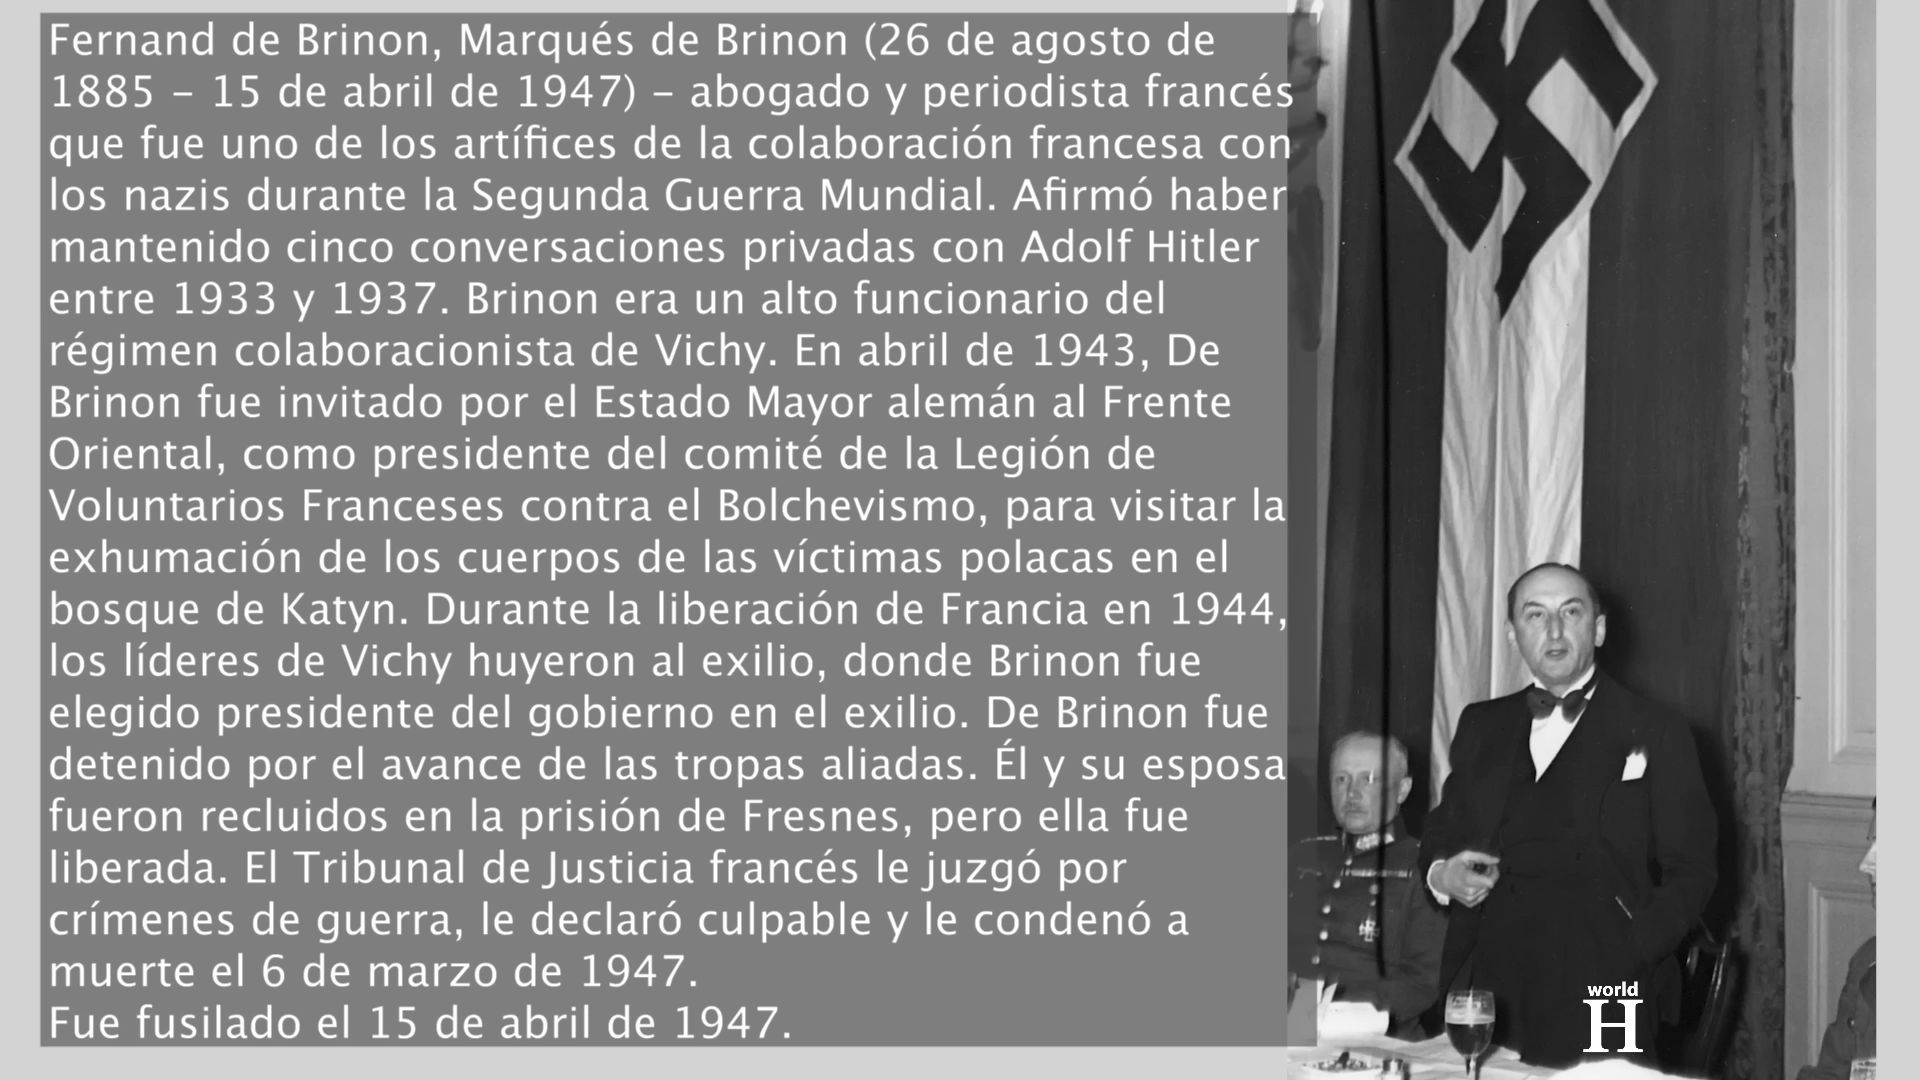 Fernand de Brinon, Marqués de Brinon (26 de agosto de
1885 – 15 de abril de 1947) – abogado y periodista francés
que fue uno de los artífices de la colaboración francesa con
los nazis durante la Segunda Guerra Mundial. Afirmó haber
mantenido cinco conversaciones privadas con Adolf Hitler
entre 1933 y 1937. Brinon era un alto funcionario del
régimen colaboracionista de Vichy. En abril de 1943, De
Brinon fue invitado por el Estado Mayor alemán al Frente
Oriental, como presidente del comité de la Legión de
Voluntarios Franceses contra el Bolchevismo, para visitar la
exhumación de los cuerpos de las víctimas polacas en el
bosque de Katyn. Durante la liberación de Francia en 1944,
los líderes de Vichy huyeron al exilio, donde Brinon fue
elegido presidente del gobierno en el exilio. De Brinon fue
detenido por el avance de las tropas aliadas. Él y su esposa
fueron recluidos en la prisión de Fresnes, pero ella fue
liberada. El Tribunal de Justicia francés le juzgó por
crímenes de guerra, le declaró culpable y le condenó a
muerte el 6 de marzo de 1947.
Fue fusilado el 15 de abril de 1947.
world
H